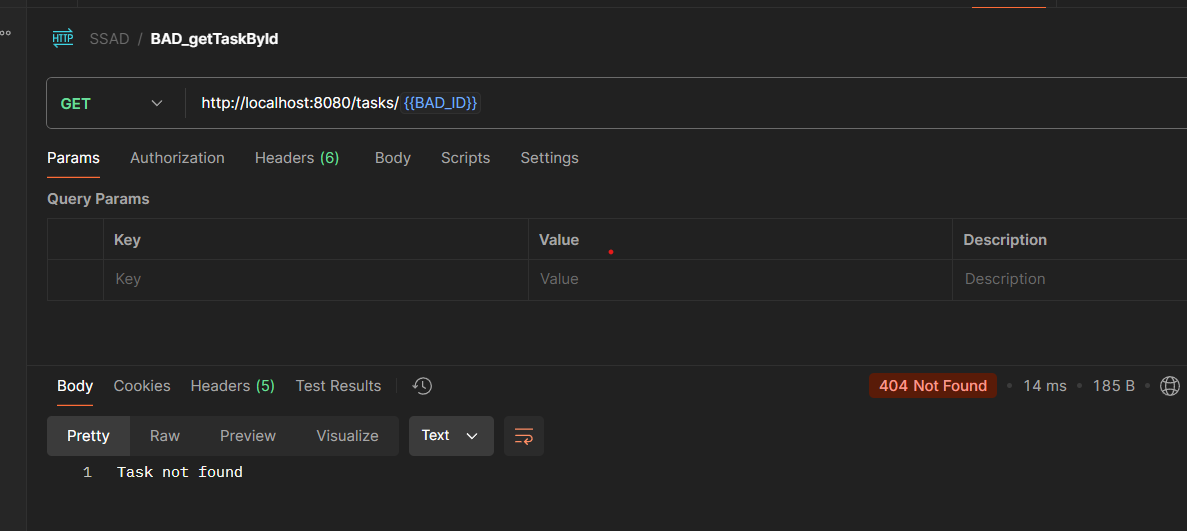 HTTP SSAD / BAD_getTaskById
GET http://localhost:8080/tasks/{{BAD_ID}}
Params Authorization Headers (6) Body Scripts Settings
Query Params
Key Value Description
Key Value Description
Body Cookies Headers (5) Test Results 404 Not Found • 14 ms • 185 B •
Pretty Raw Preview Visualize Text
1 Task not found